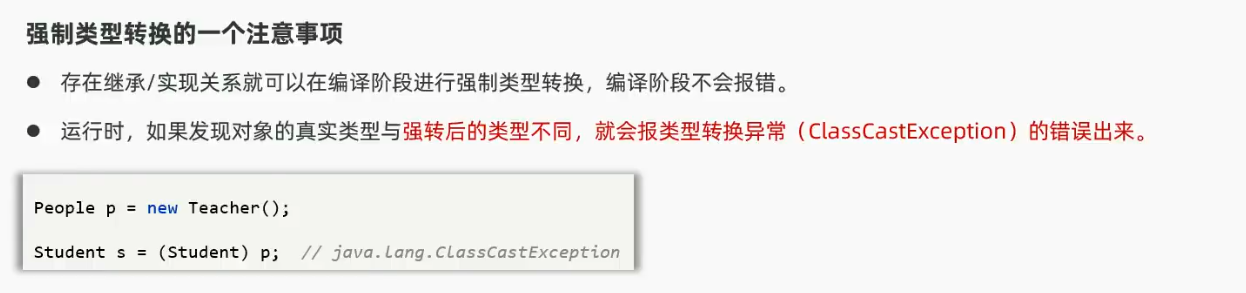 强制类型转换的一个注意事项
● 存在继承/实现关系就可以在编译阶段进行强制类型转换，编译阶段不会报错。
● 运行时，如果发现对象的真实类型与强转后的类型不同，就会报类型转换异常（ClassCastException）的错误出来。
People p = new Teacher();
Student s = (Student) p;  // java.lang.ClassCastException